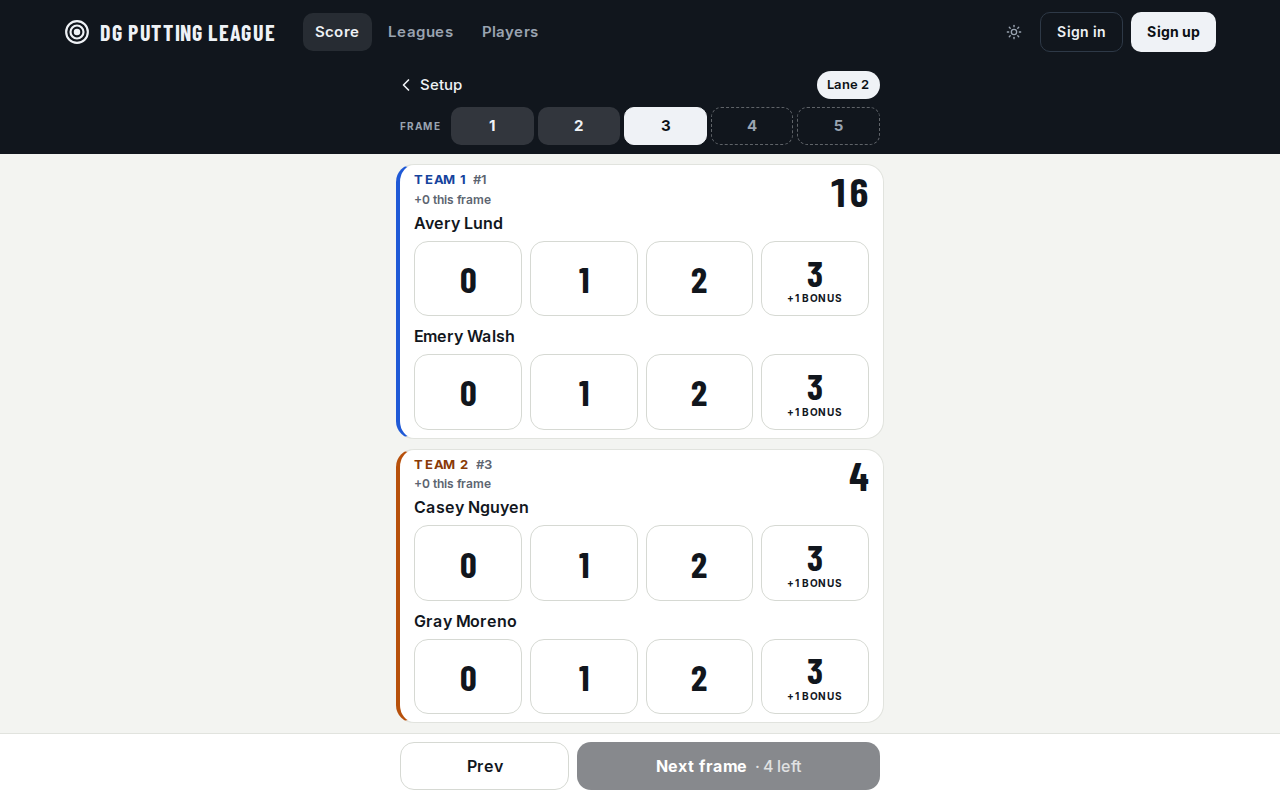 DG PUTTING LEAGUE Score Leagues Players Sign in Sign up
Setup Lane 2
FRAME 1 2 3 4 5
TEAM 1 #1 16
+0 this frame
Avery Lund
0 1 2 3
+1 BONUS
Emery Walsh
0 1 2 3
+1 BONUS
TEAM 2 #3 4
+0 this frame
Casey Nguyen
0 1 2 3
+1 BONUS
Gray Moreno
0 1 2 3
+1 BONUS
Prev Next frame · 4 left